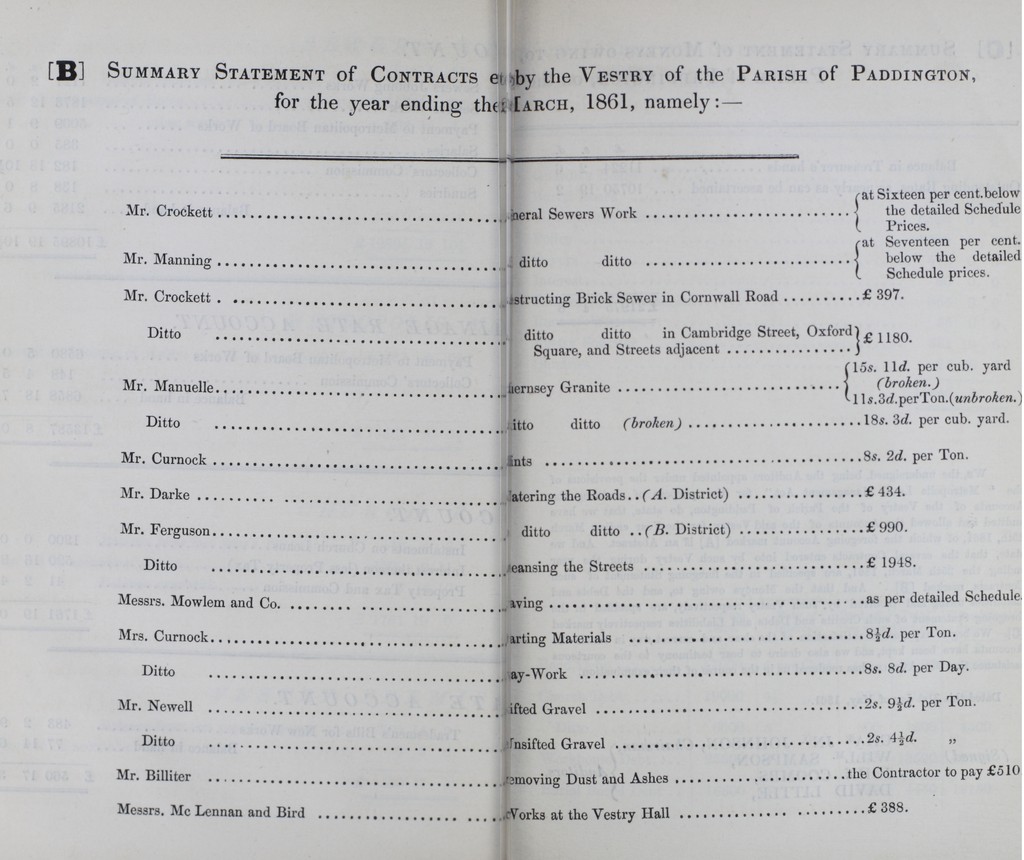 [B] SUMMARY STATEMENT of CONTRACTS e by the VESTRY of the PARISH of PADDINGTON,
for the year ending the ARCH, 1861, namely:—
Mr. Crockett neral Sewers Work at Sixteen per cent. below
the detailed Schedule
Prices.
Mr. Manning ditto ditto at Seventeen per cent.
below the detailed
Schedule prices.
Mr. Crockett structing Brick Sewer in Cornwall Road £ 397.
Ditto ditto ditto in Cambridge Street, Oxford
Square, and Streets adjacent £ 1180.
15s. 11d. per cub. yard
Mr. Manuelle uernsey Granite (broken.)
11s. 3d. per Ton. (unbroken.)
Ditto itto ditto (broken) 18s. 3d. per cub. yard.
Mr. Curnock ints 8s. 2d. per Ton.
Mr. Darke atering the Roads.. (A. District) £ 434.
Mr. Ferguson ditto ditto .. (B. District) £ 990.
Ditto eansing the Streets £ 1948.
Messrs. Mowlem and Co. aving as per detailed Schedule.
Mrs. Curnock arting Materials 8½d. per Ton.
Ditto ay-Work 8s. 8d. per Day.
Mr. Newell ifted Gravel 2s. 9½d. per Ton.
Ditto nsifted Gravel 2s. 4½d. „
Mr. Billiter emoving Dust and Ashes the Contractor to pay £510
Messrs. Mc Lennan and Bird Works at the Vestry Hall £ 388.